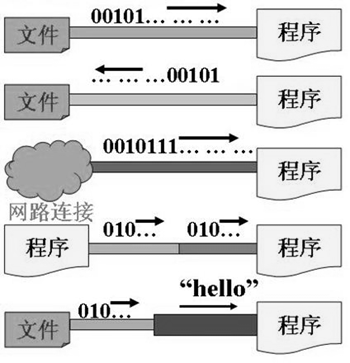 00101… … …
文件 程序
… … …00101
文件 程序
0010111… … …
程序
网路连接
010… 010…
程序 程序
"hello"
010…
文件 程序